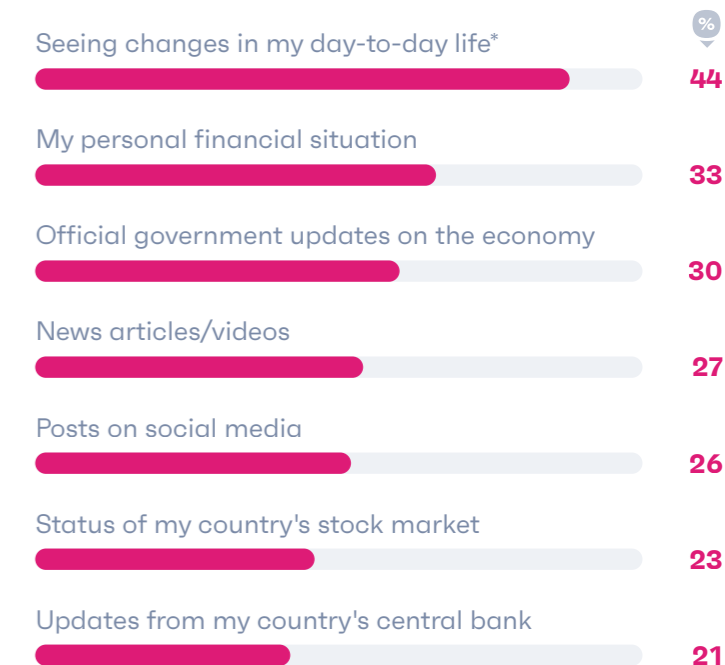 %
Seeing changes in my day-to-day life*
44
My personal financial situation
33
Official government updates on the economy
30
News articles/videos
27
Posts on social media
26
Status of my country's stock market
23
Updates from my country's central bank
21